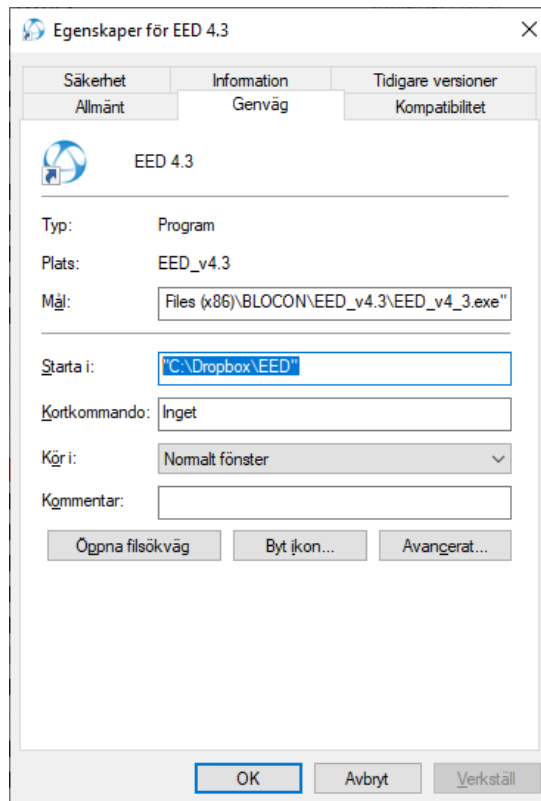 Egenskaper för EED 4.3
Säkerhet Information Tidigare versioner
Allmänt Genväg Kompatibilitet
EED 4.3
Typ: Program
Plats: EED_v4.3
Mål: Files (x86)\BLOCON\EED_v4.3\EED_v4_3.exe"
Starta i: "C:\Dropbox\EED"
Kortkommando: Inget
Kör i: Normalt fönster
Kommentar:
Öppna filsökväg Byt ikon... Avancerat...
OK Avbryt Verkställ